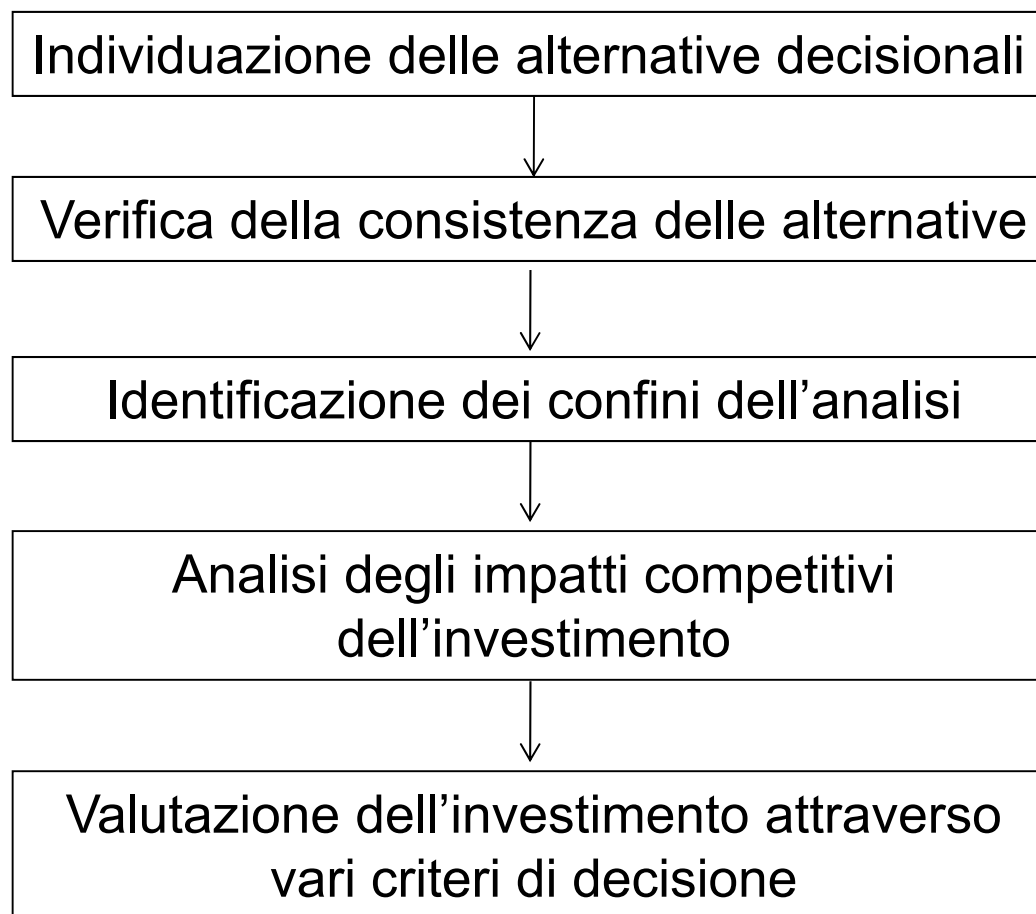 Individuazione delle alternative decisionali
Verifica della consistenza delle alternative
Identificazione dei confini dell’analisi
Analisi degli impatti competitivi
dell’investimento
Valutazione dell’investimento attraverso
vari criteri di decisione